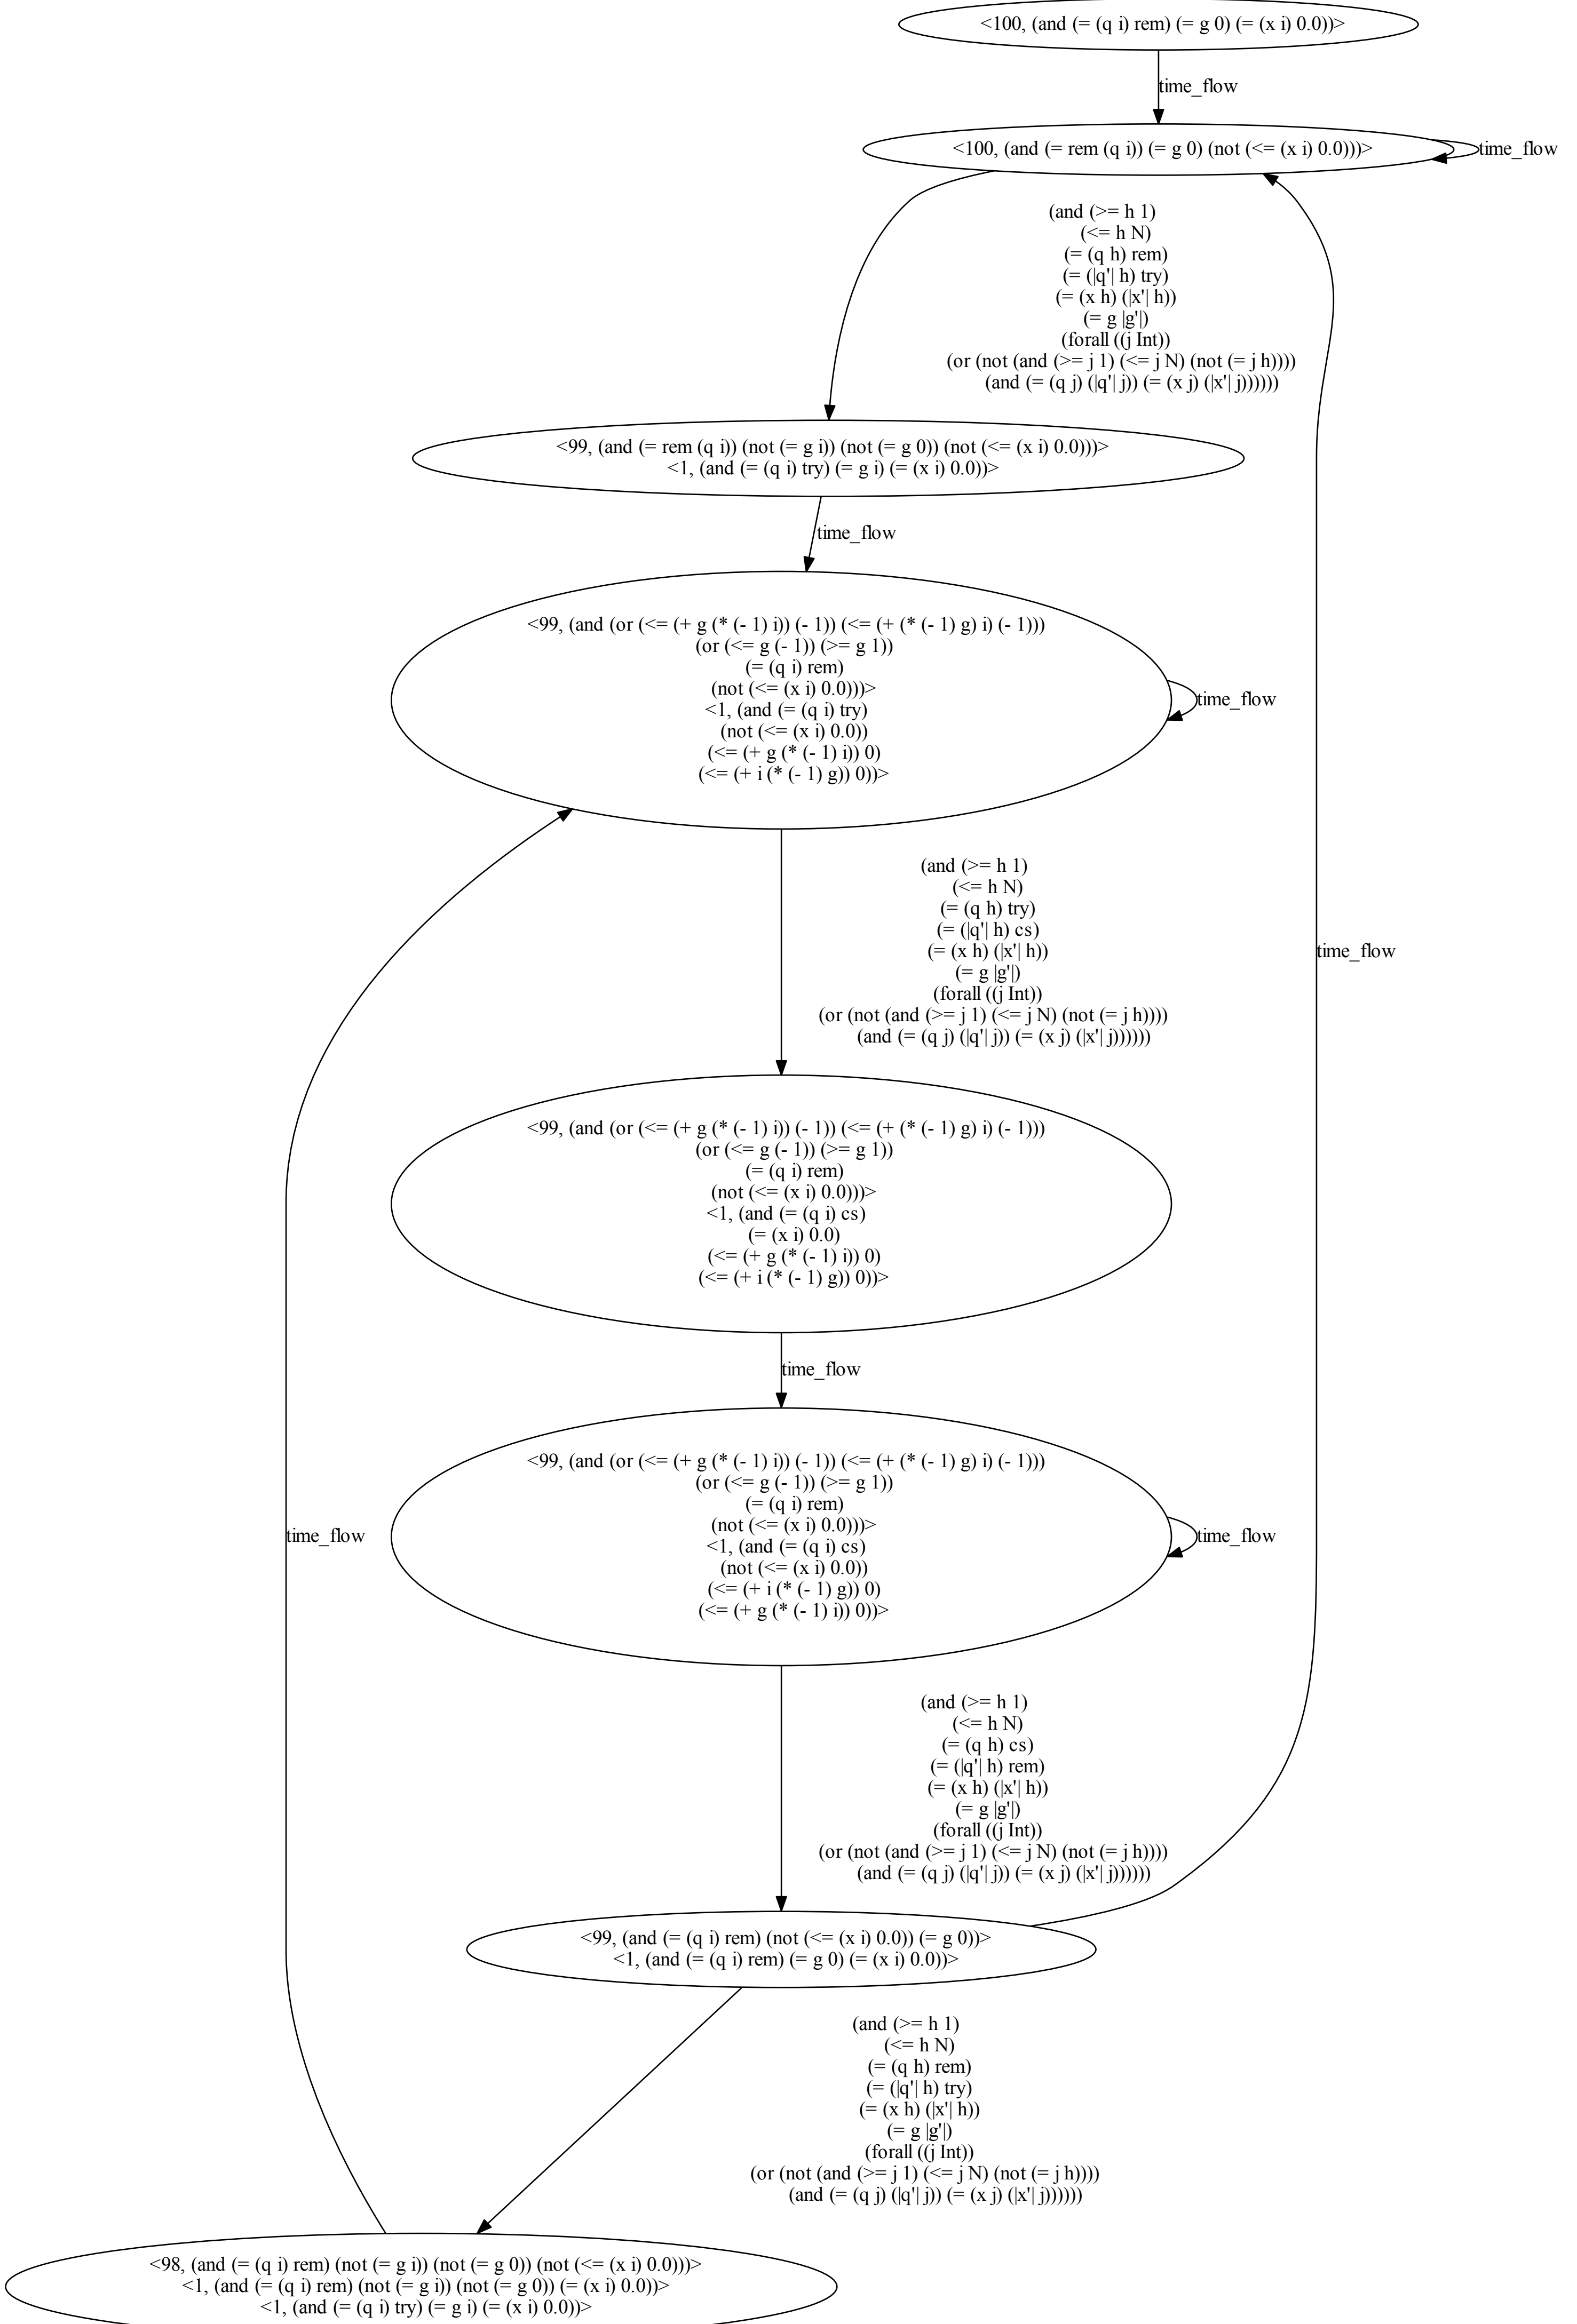 <100, (and (= (q i) rem) (= g 0) (= (x i) 0.0))>
time_flow
<100, (and (= rem (q i)) (= g 0) (not (<= (x i) 0.0)))>
time_flow
(and (>= h 1)
(<= h N)
(= (q h) rem)
(= (|q'| h) try)
(= (x h) (|x'| h))
(= g |g'|)
(forall ((j Int))
(or (not (and (>= j 1) (<= j N) (not (= j h))))
(and (= (q j) (|q'| j)) (= (x j) (|x'| j))))))
<99, (and (= rem (q i)) (not (= g i)) (not (= g 0)) (not (<= (x i) 0.0)))>
<1, (and (= (q i) try) (= g i) (= (x i) 0.0))>
time_flow
<99, (and (or (<= (+ g (* (- 1) i)) (- 1)) (<= (+ (* (- 1) g) i) (- 1)))
(or (<= g (- 1)) (>= g 1))
(= (q i) rem)
(not (<= (x i) 0.0)))>
<1, (and (= (q i) try)
(not (<= (x i) 0.0))
(<= (+ g (* (- 1) i)) 0)
(<= (+ i (* (- 1) g)) 0))>
time_flow
(and (>= h 1)
(<= h N)
(= (q h) try)
(= (|q'| h) cs)
(= (x h) (|x'| h))
(= g |g'|)
(forall ((j Int))
(or (not (and (>= j 1) (<= j N) (not (= j h))))
(and (= (q j) (|q'| j)) (= (x j) (|x'| j))))))
time_flow
<99, (and (or (<= (+ g (* (- 1) i)) (- 1)) (<= (+ (* (- 1) g) i) (- 1)))
(or (<= g (- 1)) (>= g 1))
(= (q i) rem)
(not (<= (x i) 0.0)))>
<1, (and (= (q i) cs)
(= (x i) 0.0)
(<= (+ g (* (- 1) i)) 0)
(<= (+ i (* (- 1) g)) 0))>
time_flow
<99, (and (or (<= (+ g (* (- 1) i)) (- 1)) (<= (+ (* (- 1) g) i) (- 1)))
(or (<= g (- 1)) (>= g 1))
(= (q i) rem)
(not (<= (x i) 0.0)))>
<1, (and (= (q i) cs)
(not (<= (x i) 0.0))
(<= (+ i (* (- 1) g)) 0)
(<= (+ g (* (- 1) i)) 0))>
time_flow
time_flow
(and (>= h 1)
(<= h N)
(= (q h) cs)
(= (|q'| h) rem)
(= (x h) (|x'| h))
(= g |g'|)
(forall ((j Int))
(or (not (and (>= j 1) (<= j N) (not (= j h))))
(and (= (q j) (|q'| j)) (= (x j) (|x'| j))))))
<99, (and (= (q i) rem) (not (<= (x i) 0.0)) (= g 0))>
<1, (and (= (q i) rem) (= g 0) (= (x i) 0.0))>
(and (>= h 1)
(<= h N)
(= (q h) rem)
(= (|q'| h) try)
(= (x h) (|x'| h))
(= g |g'|)
(forall ((j Int))
(or (not (and (>= j 1) (<= j N) (not (= j h))))
(and (= (q j) (|q'| j)) (= (x j) (|x'| j))))))
<98, (and (= (q i) rem) (not (= g i)) (not (= g 0)) (not (<= (x i) 0.0)))>
<1, (and (= (q i) rem) (not (= g i)) (not (= g 0)) (= (x i) 0.0))>
<1, (and (= (q i) try) (= g i) (= (x i) 0.0))>